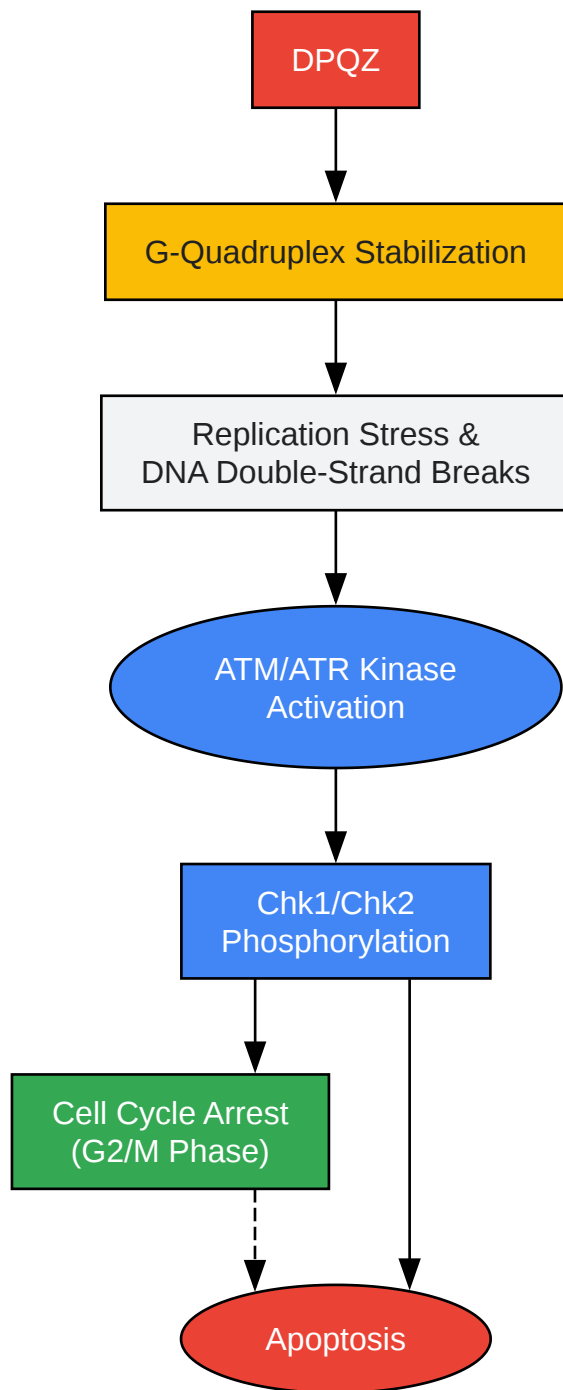 DPQZ
G-Quadruplex Stabilization
Replication Stress &
DNA Double-Strand Breaks
ATM/ATR Kinase
Activation
Chk1/Chk2
Phosphorylation
Cell Cycle Arrest
(G2/M Phase)
Apoptosis